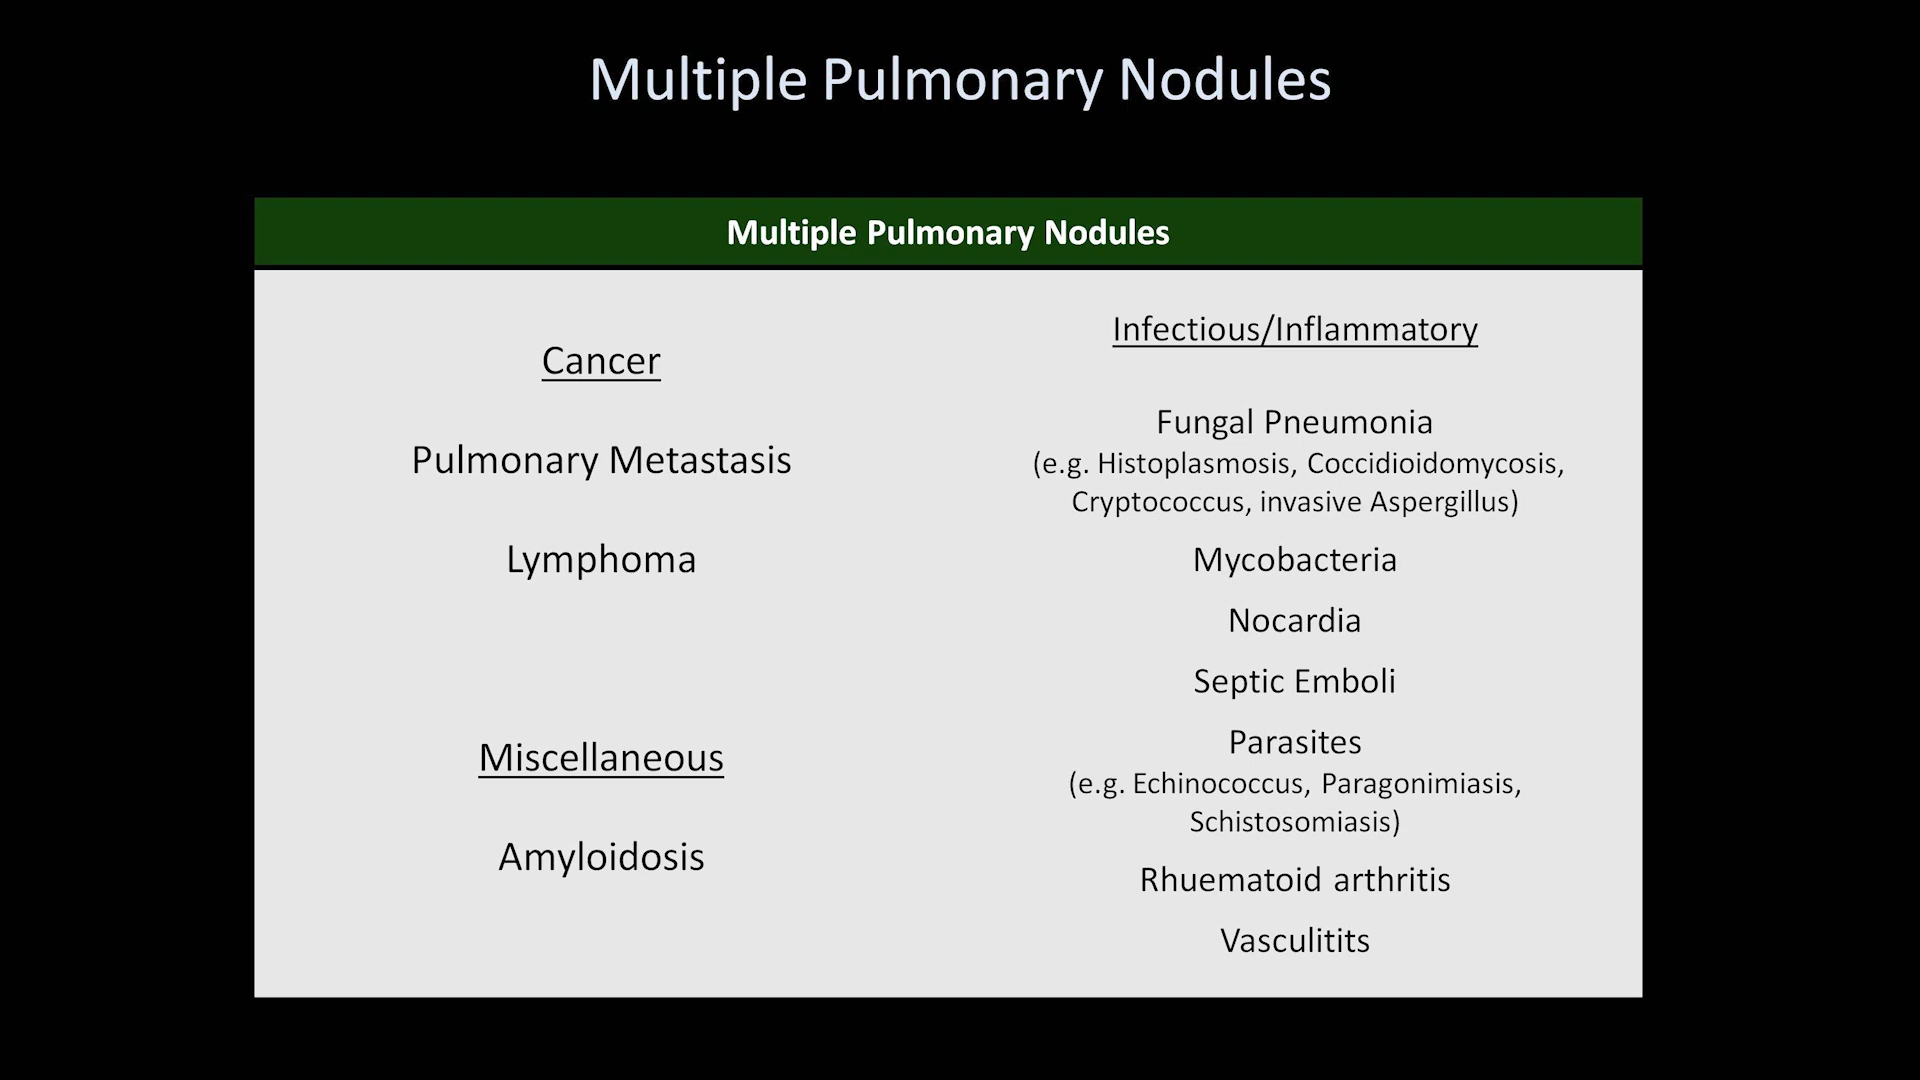 Multiple Pulmonary Nodules
Multiple Pulmonary Nodules
Cancer
Pulmonary Metastasis
Lymphoma
Miscellaneous
Amyloidosis
Infectious/Inflammatory
Fungal Pneumonia
(e.g. Histoplasmosis, Coccidioidomycosis,
Cryptococcus, invasive Aspergillus)
Mycobacteria
Nocardia
Septic Emboli
Parasites
(e.g. Echinococcus, Paragonimiasis,
Schistosomiasis)
Rhuematoid arthritis
Vasculitits